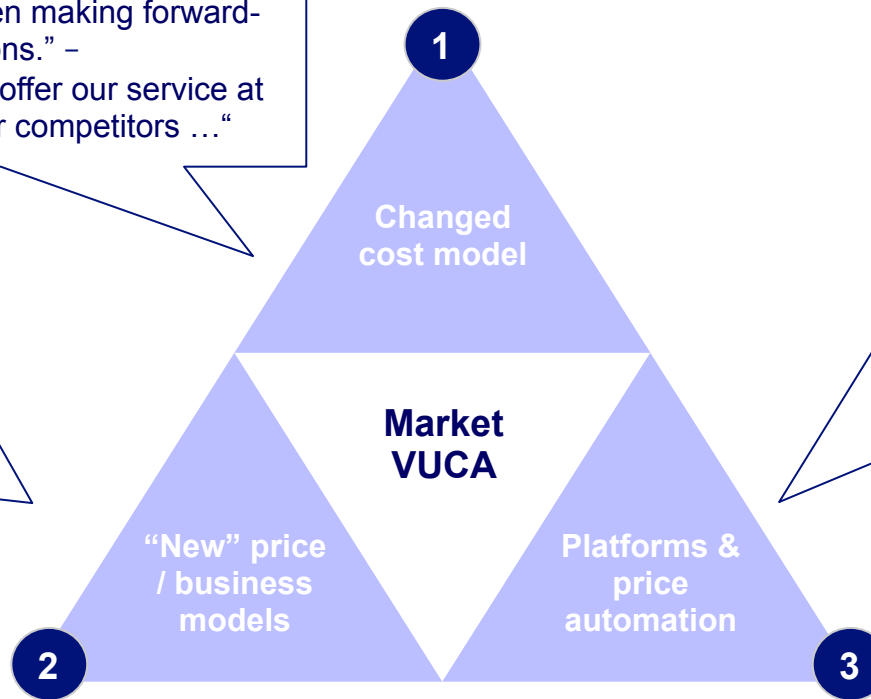 en making forward-
ons.” –
offer our service at
r competitors …“
1
Changed
cost model
Market
VUCA
“New” price
/ business
models
Platforms &
price
automation
2
3